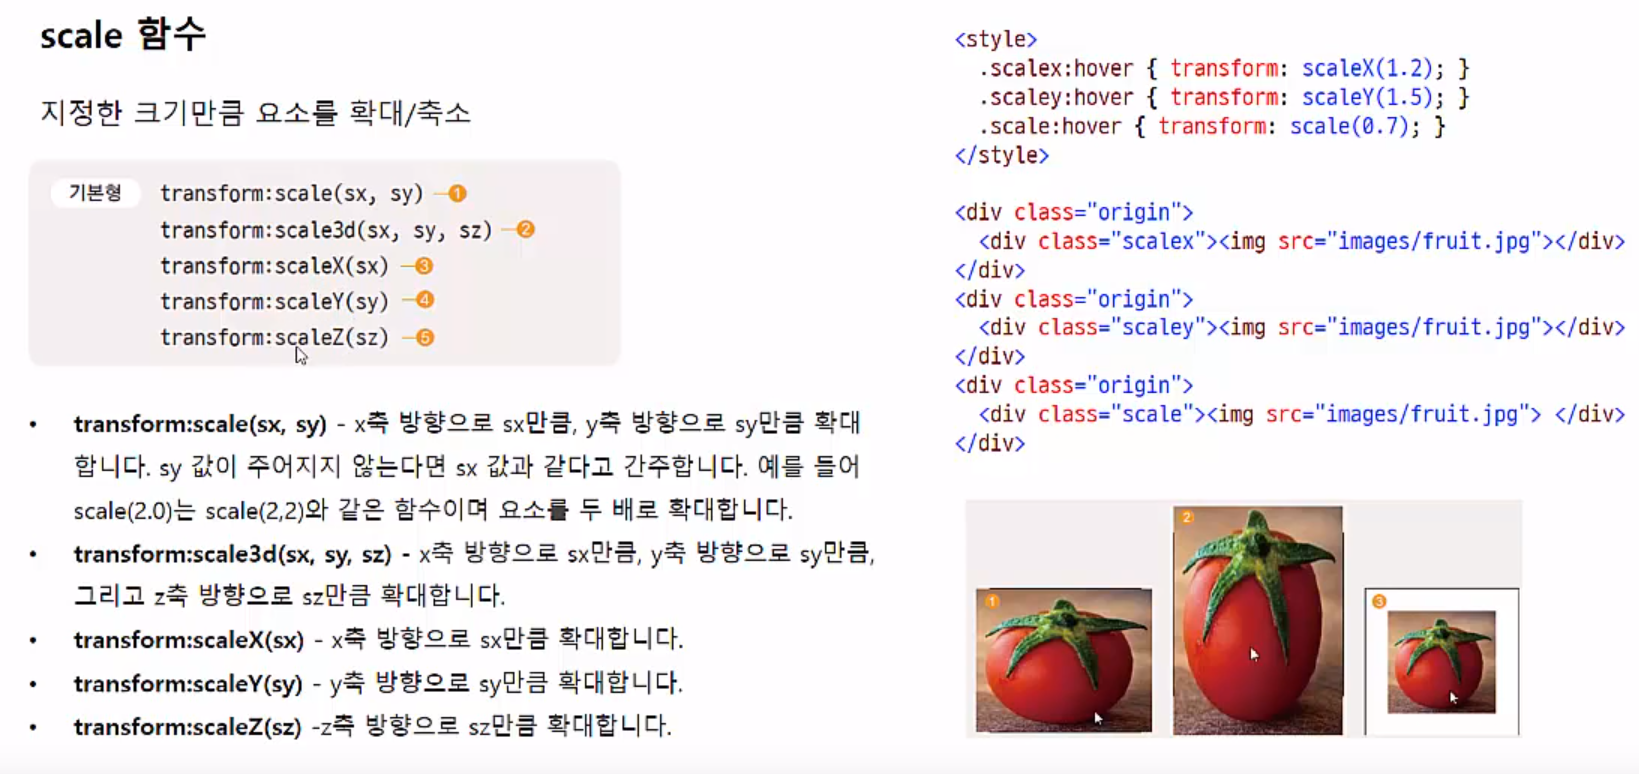 scale 함수
지정한 크기만큼 요소를 확대/축소
기본형 transform:scale(sx, sy) 1
transform:scale3d(sx, sy, sz) 2
transform:scaleX(sx) 3
transform:scaleY(sy) 4
transform:scaleZ(sz) 5
• transform:scale(sx, sy) - x축 방향으로 sx만큼, y축 방향으로 sy만큼 확대
합니다. sy 값이 주어지지 않는다면 sx 값과 같다고 간주합니다. 예를 들어
scale(2.0)는 scale(2,2)와 같은 함수이며 요소를 두 배로 확대합니다.
• transform:scale3d(sx, sy, sz) - x축 방향으로 sx만큼, y축 방향으로 sy만큼,
그리고 z축 방향으로 sz만큼 확대합니다.
• transform:scaleX(sx) - x축 방향으로 sx만큼 확대합니다.
• transform:scaleY(sy) - y축 방향으로 sy만큼 확대합니다.
• transform:scaleZ(sz) -z축 방향으로 sz만큼 확대합니다.
<style>
.scalex:hover { transform: scaleX(1.2); }
.scaley:hover { transform: scaleY(1.5); }
.scale:hover { transform: scale(0.7); }
</style>
<div class="origin">
<div class="scalex"><img src="images/fruit.jpg"></div>
</div>
<div class="origin">
<div class="scaley"><img src="images/fruit.jpg"></div>
</div>
<div class="origin">
<div class="scale"><img src="images/fruit.jpg"> </div>
</div>
1
2
3